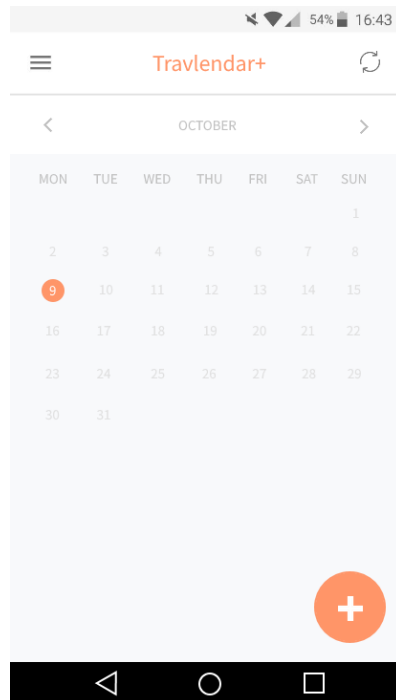 54% 16:43
Travlendar+
OCTOBER
MON TUE WED THU FRI SAT SUN
1
2 3 4 5 6 7 8
9 10 11 12 13 14 15
16 17 18 19 20 21 22
23 24 25 26 27 28 29
30 31